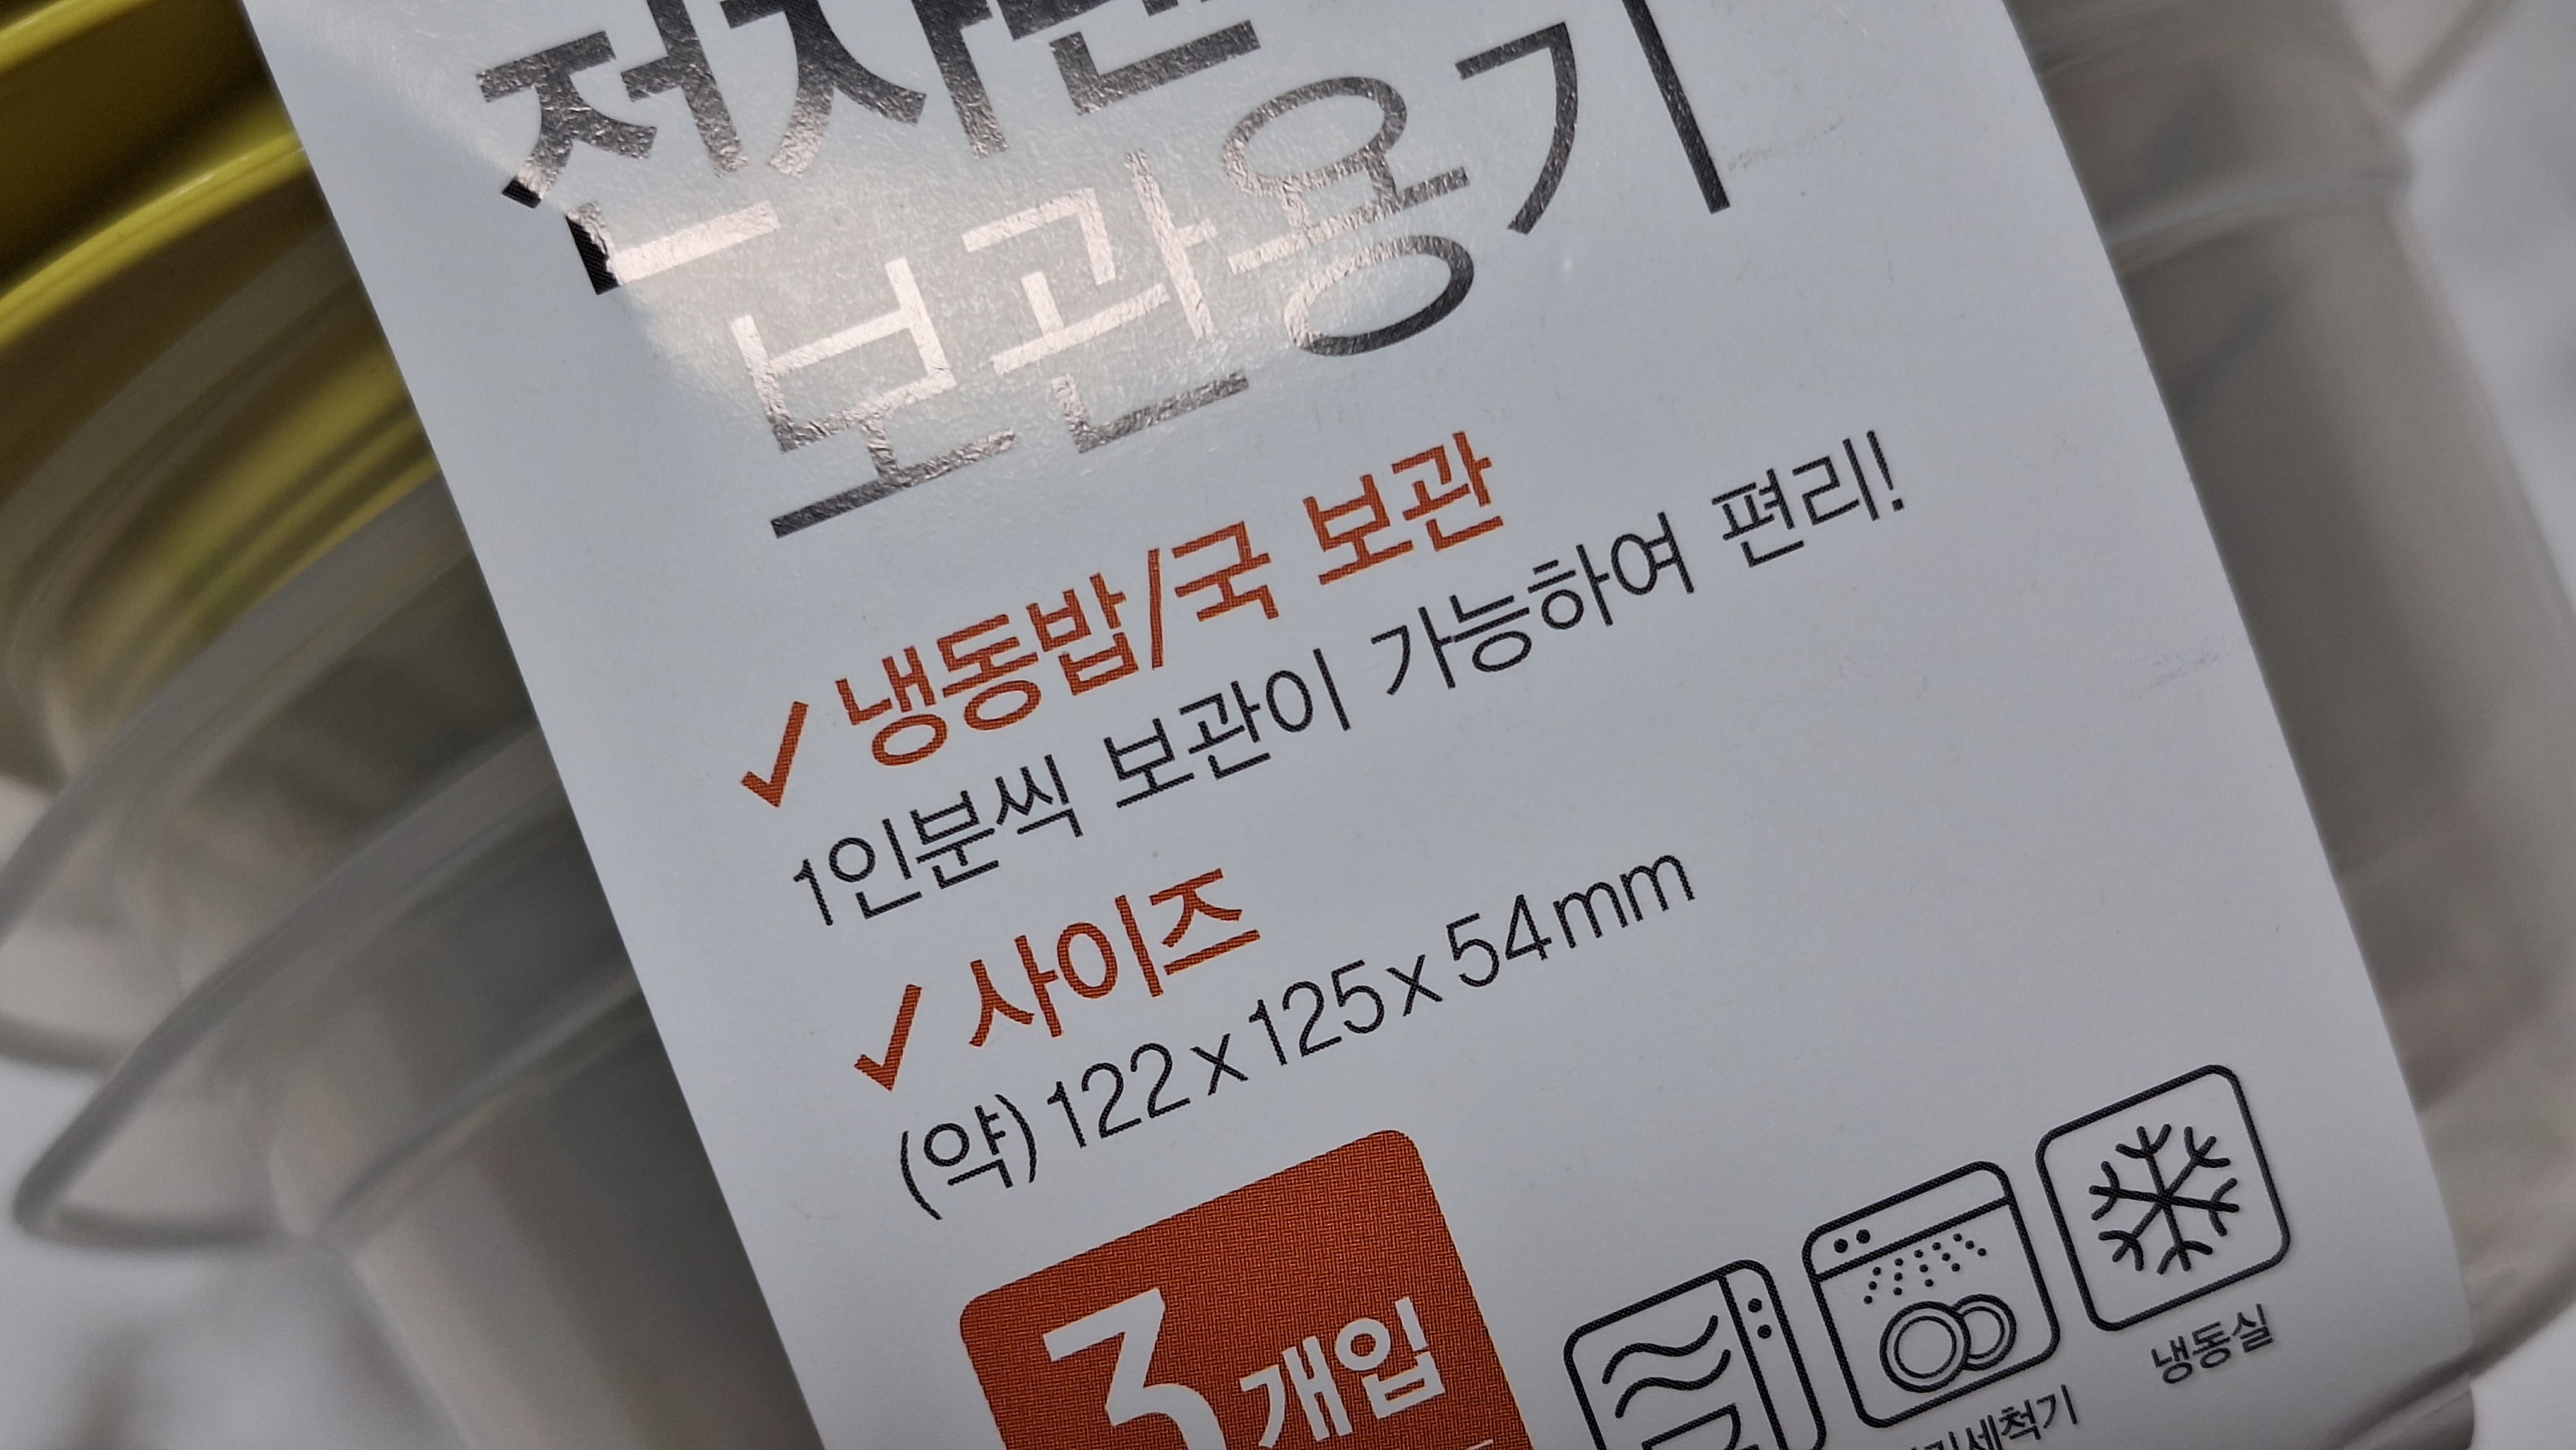 보관용기
✓ 냉동밥/국 보관
1인분씩 보관이 가능하여 편리!
✓ 사이즈
(약) 122 x 125 x 54mm
3개입
냉동실